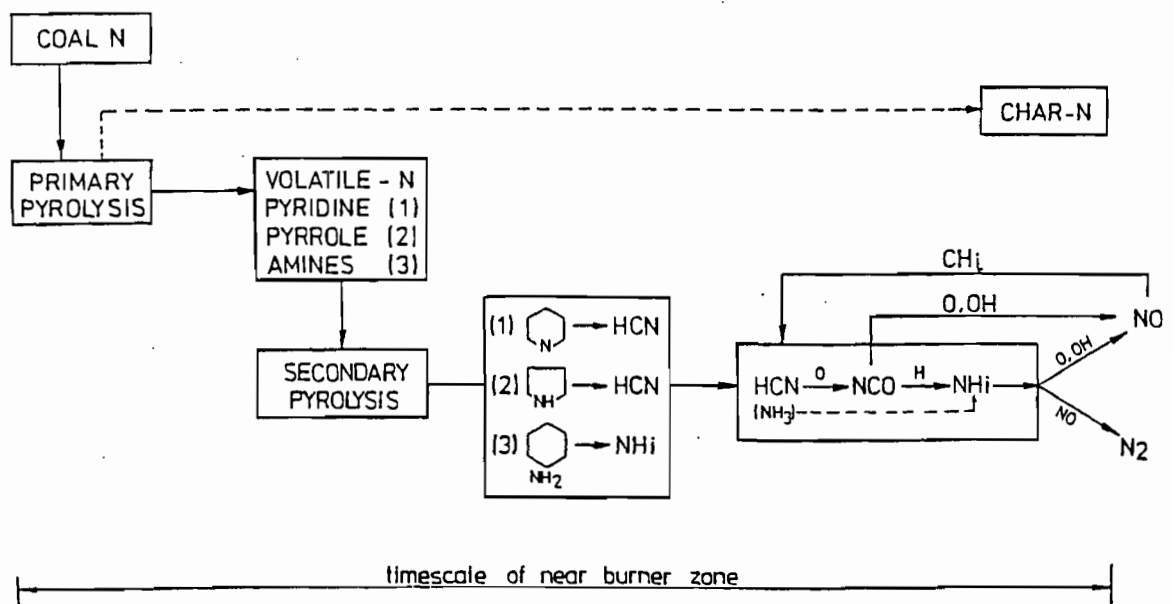 COAL N
CHAR-N
PRIMARY
PYROLYSIS
VOLATILE - N
PYRIDINE (1)
PYRROLE (2)
AMINES (3)
SECONDARY
PYROLYSIS
(1) N HCN
(2) NH HCN
(3) NH2 NHi
CHi
O,OH
NO
HCN O NCO H NHi
(NH3)
O,OH
NO
N2
timescale of near burner zone